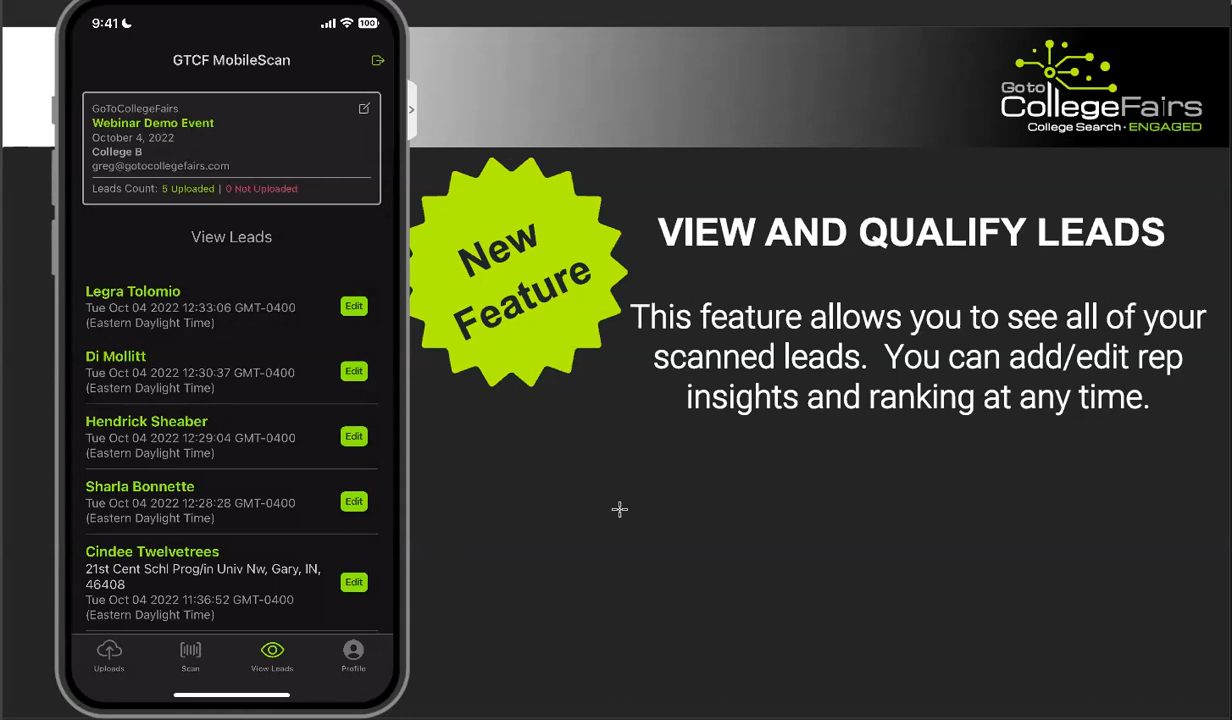 9:41
100
GTCF MobileScan
GoToCollegeFairs
Webinar Demo Event
October 4, 2022
College B
greg@gotocollegefairs.com
Leads Count: 5 Uploaded | 0 Not Uploaded
View Leads
Legra Tolomio
Tue Oct 04 2022 12:33:06 GMT-0400
(Eastern Daylight Time)
Edit
Di Mollitt
Tue Oct 04 2022 12:30:37 GMT-0400
(Eastern Daylight Time)
Edit
Hendrick Sheaber
Tue Oct 04 2022 12:29:04 GMT-0400
(Eastern Daylight Time)
Edit
Sharla Bonnette
Tue Oct 04 2022 12:28:28 GMT-0400
(Eastern Daylight Time)
Edit
Cindee Twelvetrees
21st Cent Schl Prog/in Univ Nw, Gary, IN,
46408
Tue Oct 04 2022 11:36:52 GMT-0400
(Eastern Daylight Time)
Edit
Uploads
Scan
View Leads
Profile
Go to
CollegeFairs
College Search · ENGAGED
New
Feature
VIEW AND QUALIFY LEADS
This feature allows you to see all of your
scanned leads. You can add/edit rep
insights and ranking at any time.